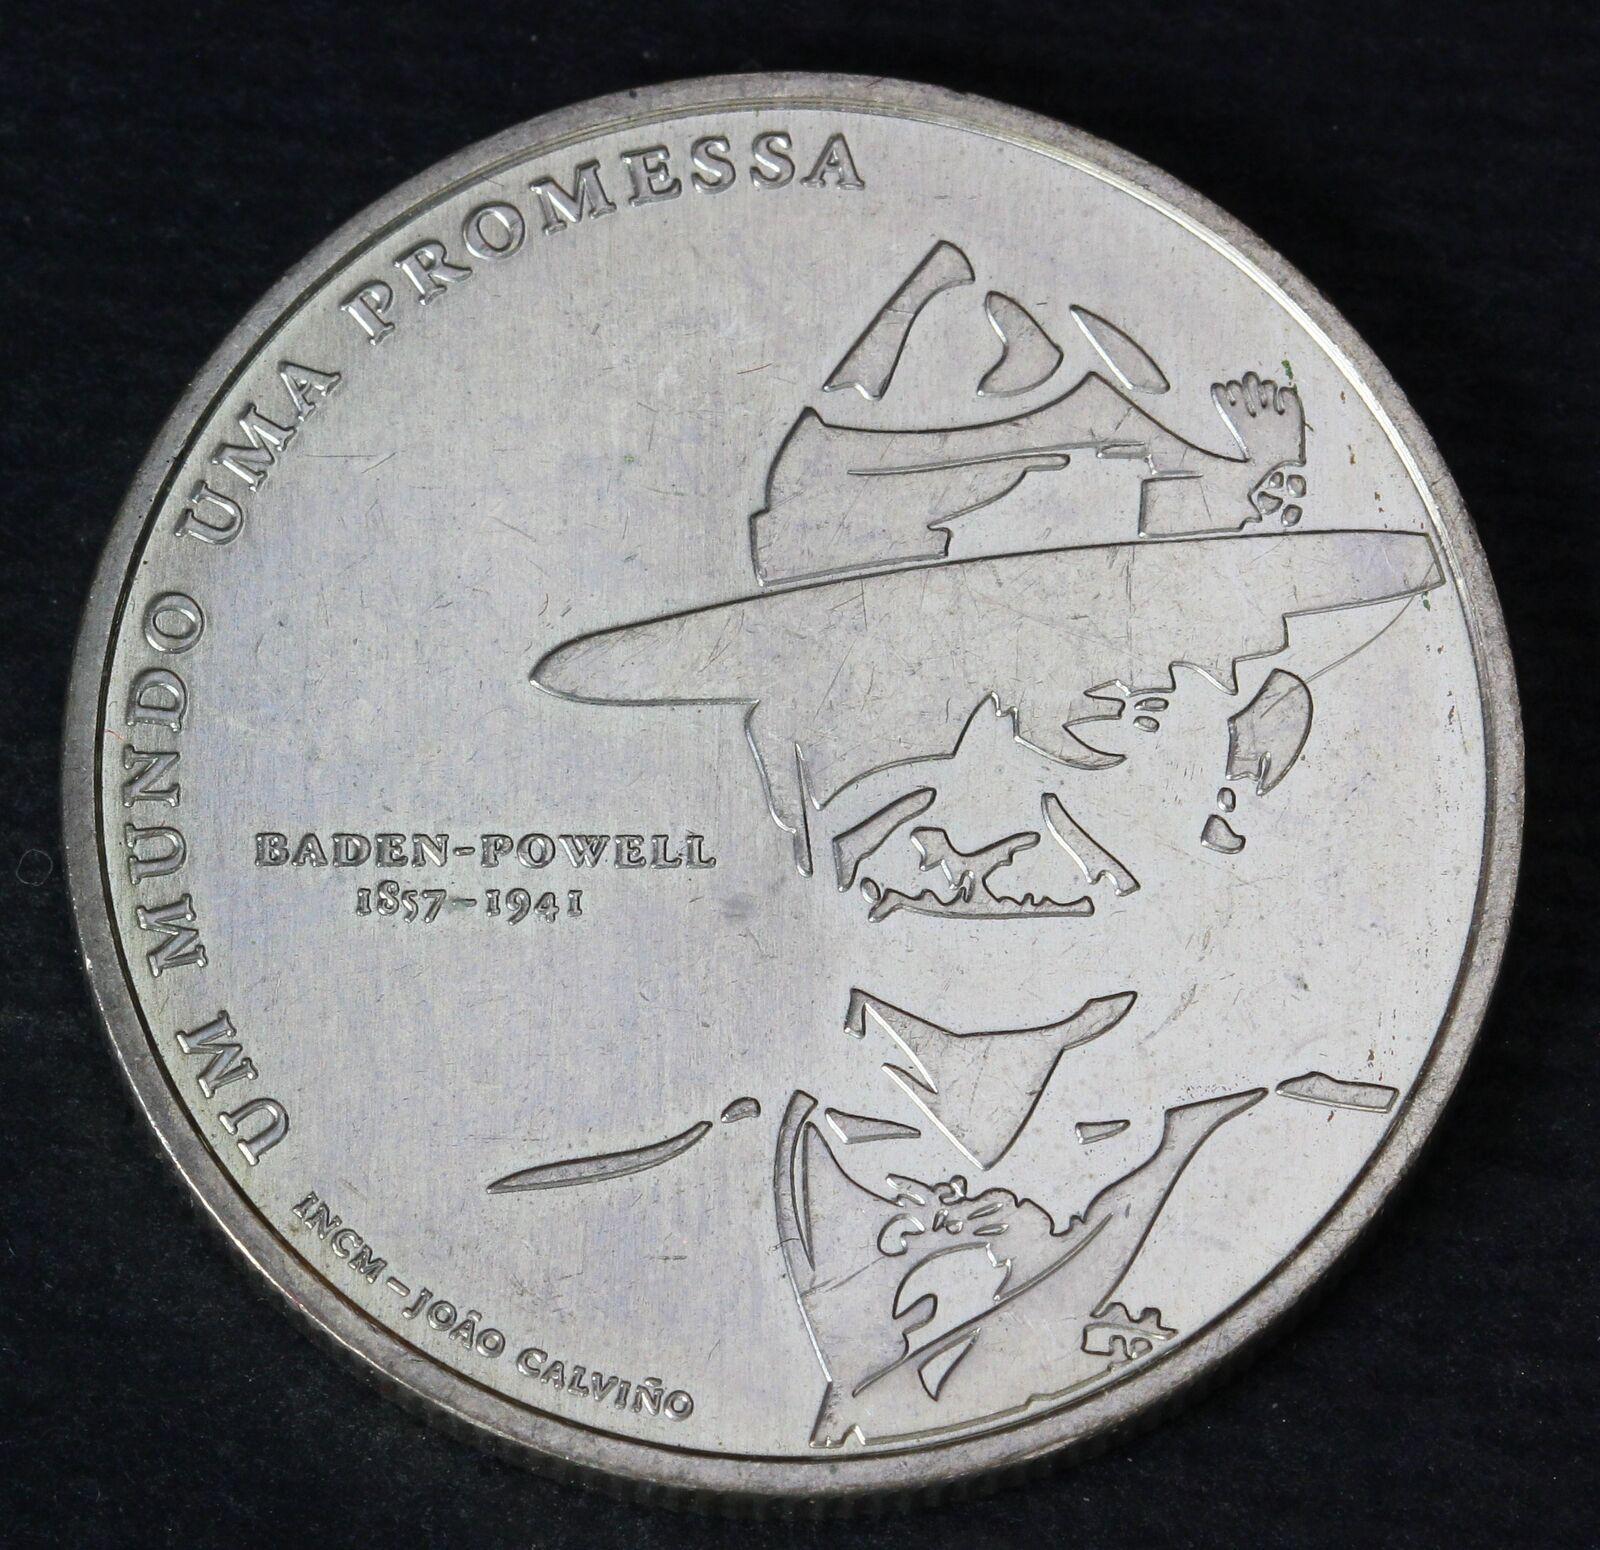 UM MUNDO UMA PROMESSA
BADEN-POWELL
1857-1941
INCM-JOÃO CALVIÑO